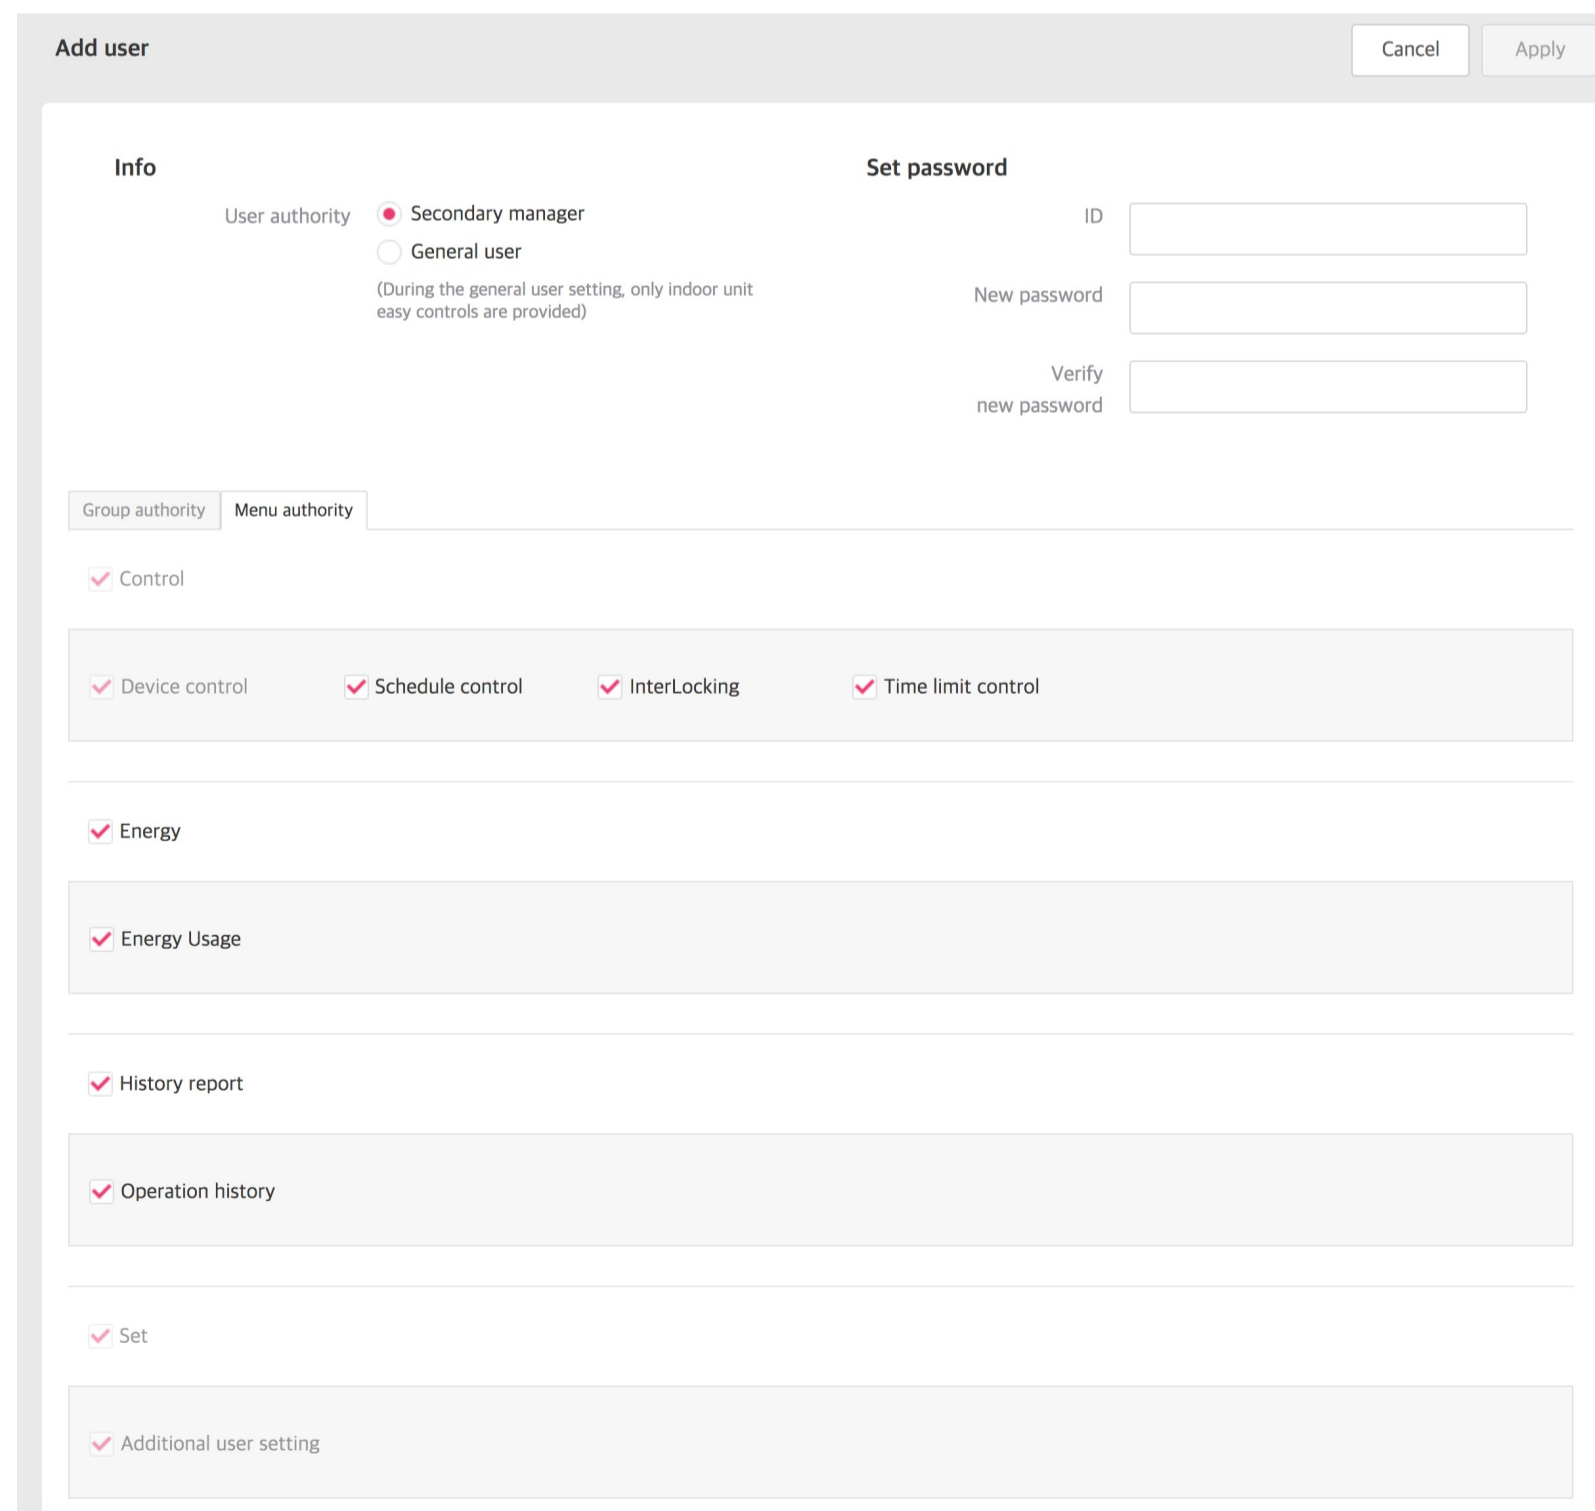 Add user
Cancel
Apply
Info
User authority
Secondary manager
General user
(During the general user setting, only indoor unit
easy controls are provided)
Set password
ID
New password
Verify
new password
Group authority
Menu authority
Control
Device control
Schedule control
InterLocking
Time limit control
Energy
Energy Usage
History report
Operation history
Set
Additional user setting